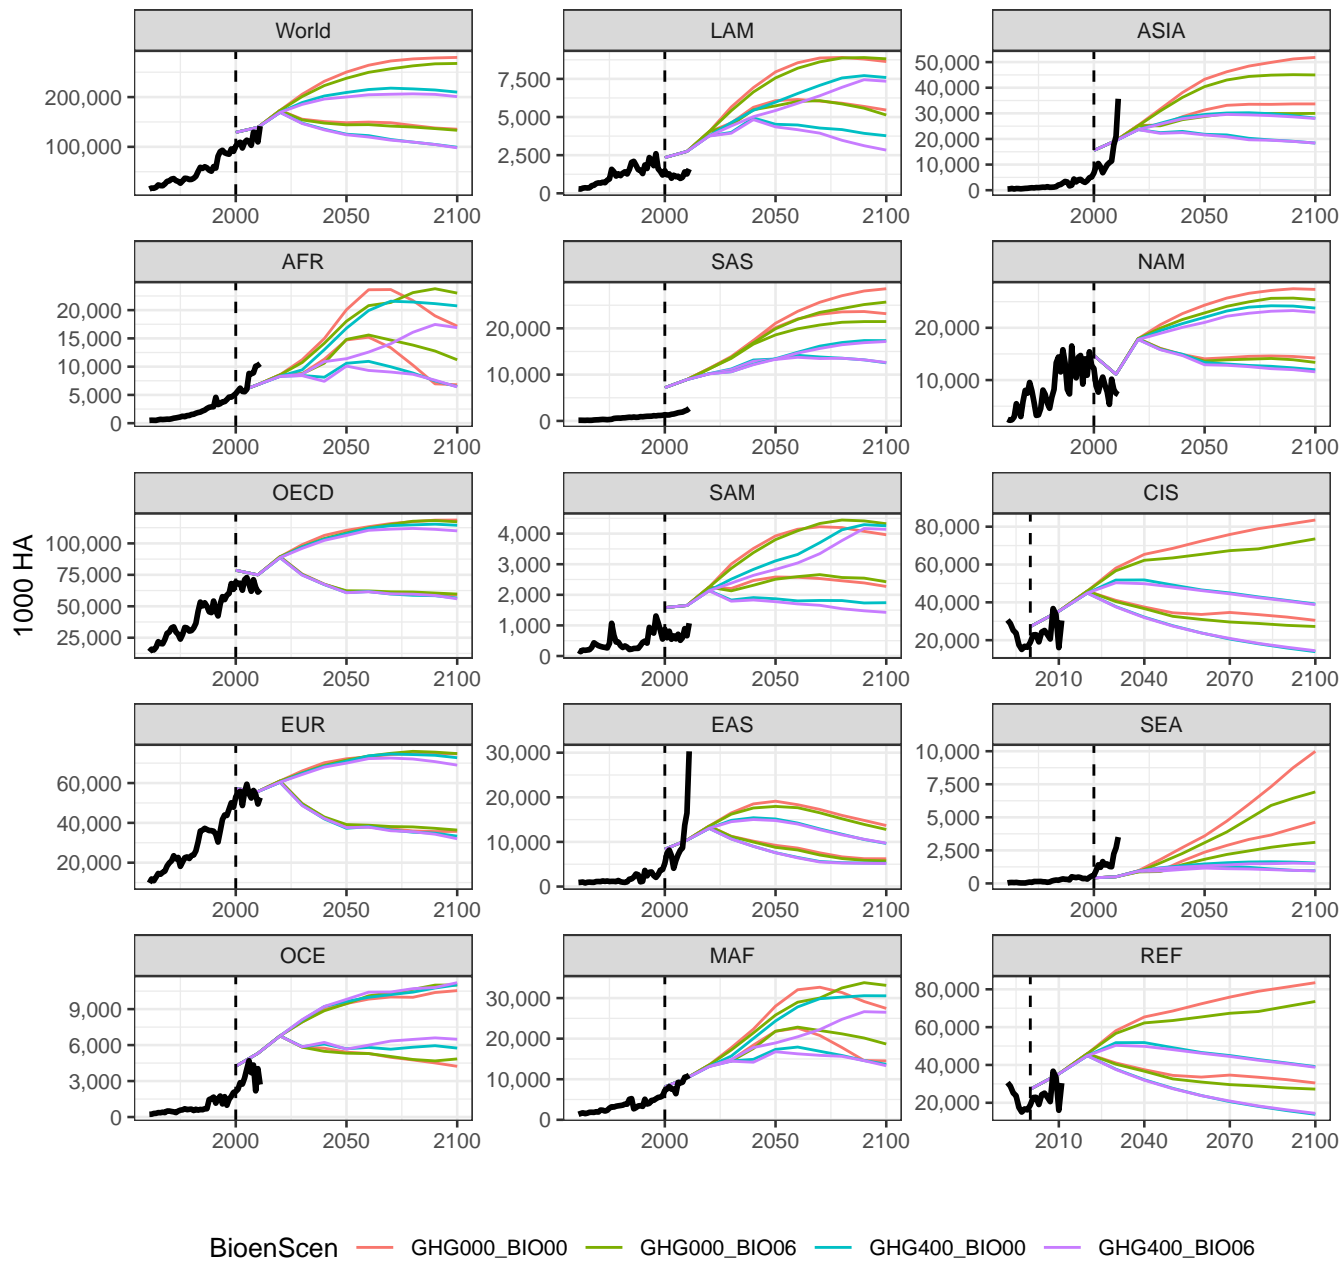 World
LAM
ASIA
200,000
100,000
2000 2050 2100
7,500
5,000
2,500
0
2000 2050 2100
50,000
40,000
30,000
20,000
10,000
0
2000 2050 2100
AFR
SAS
NAM
20,000
15,000
10,000
5,000
0
2000 2050 2100
20,000
10,000
0
2000 2050 2100
20,000
10,000
2000 2050 2100
OECD
SAM
CIS
100,000
75,000
50,000
25,000
2000 2050 2100
4,000
3,000
2,000
1,000
0
2000 2050 2100
80,000
60,000
40,000
20,000
2010 2040 2070 2100
1000 HA
EUR
EAS
SEA
60,000
40,000
20,000
2000 2050 2100
30,000
20,000
10,000
0
2000 2050 2100
10,000
7,500
5,000
2,500
0
2000 2050 2100
OCE
MAF
REF
9,000
6,000
3,000
0
2000 2050 2100
30,000
20,000
10,000
0
2000 2050 2100
80,000
60,000
40,000
20,000
2010 2040 2070 2100
BioenScen GHG000_BIO00 GHG000_BIO06 GHG400_BIO00 GHG400_BIO06